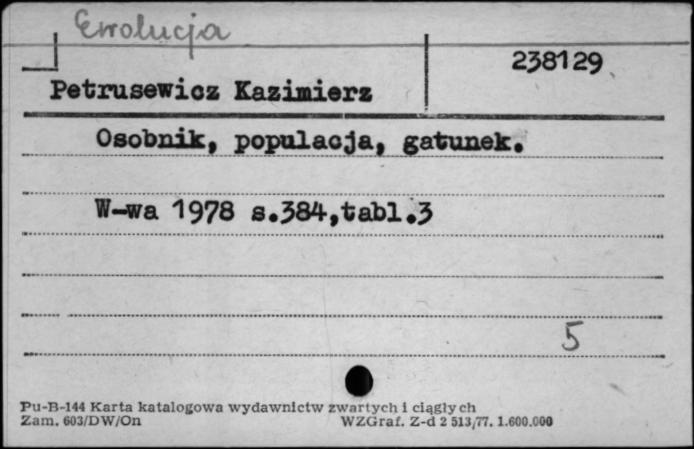 Ewolucja
238129
Petrusewicz Kazimierz
Osobnik, populacja, gatunek.
W-wa 1978 s.384,tabl.3
5
Pu-B-144 Karta katalogowa wydawnictw zwartych i ciągłych
Zam. 603/DW/On WZGraf. Z-d 2 513/77. 1.600.000